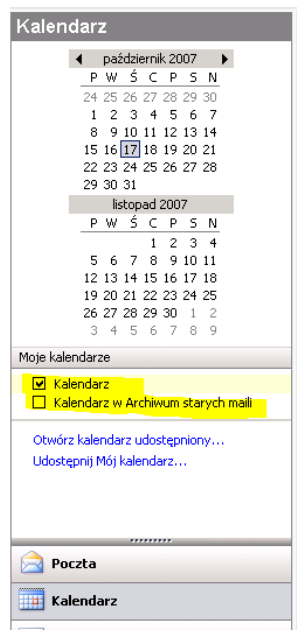 Kalendarz
październik 2007
P W Ś C P S N
24 25 26 27 28 29 30
1 2 3 4 5 6 7
8 9 10 11 12 13 14
15 16 17 18 19 20 21
22 23 24 25 26 27 28
29 30 31
listopad 2007
P W Ś C P S N
1 2 3 4
5 6 7 8 9 10 11
12 13 14 15 16 17 18
19 20 21 22 23 24 25
26 27 28 29 30 1 2
3 4 5 6 7 8 9
Moje kalendarze
Kalendarz
Kalendarz w Archiwum starych maili
Otwórz kalendarz udostępniony...
Udostępnij Mój kalendarz...
Poczta
Kalendarz